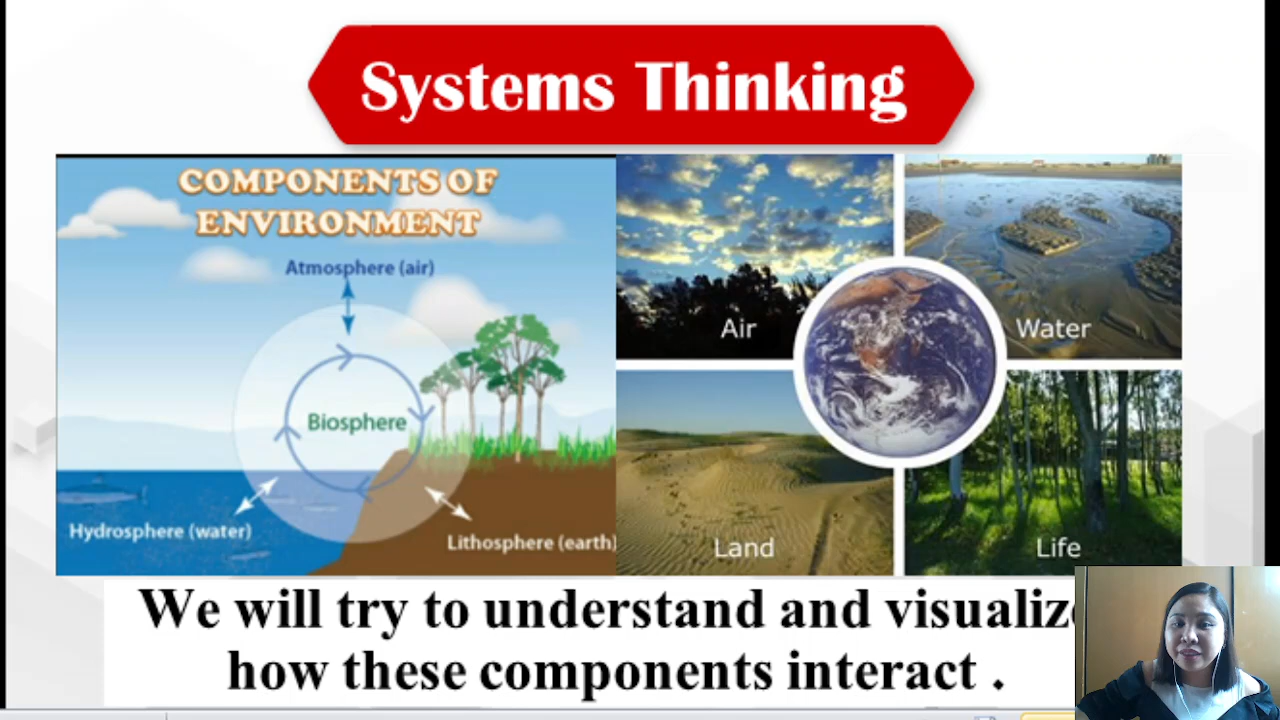 Systems Thinking
COMPONENTS OF
ENVIRONMENT
Atmosphere (air)
Biosphere
Hydrosphere (water)
Lithosphere (earth)
Air
Water
Land
Life
We will try to understand and visualize
how these components interact .